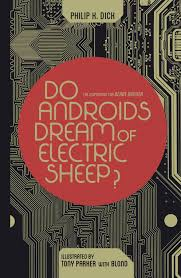 PHILIP K. DICK
DO
THE INSPIRATION FOR BLADE RUNNER
ANDROIDS
DREAM OF
ELECTRIC
SHEEP?
ILLUSTRATED BY
TONY PARKER WITH BLOND